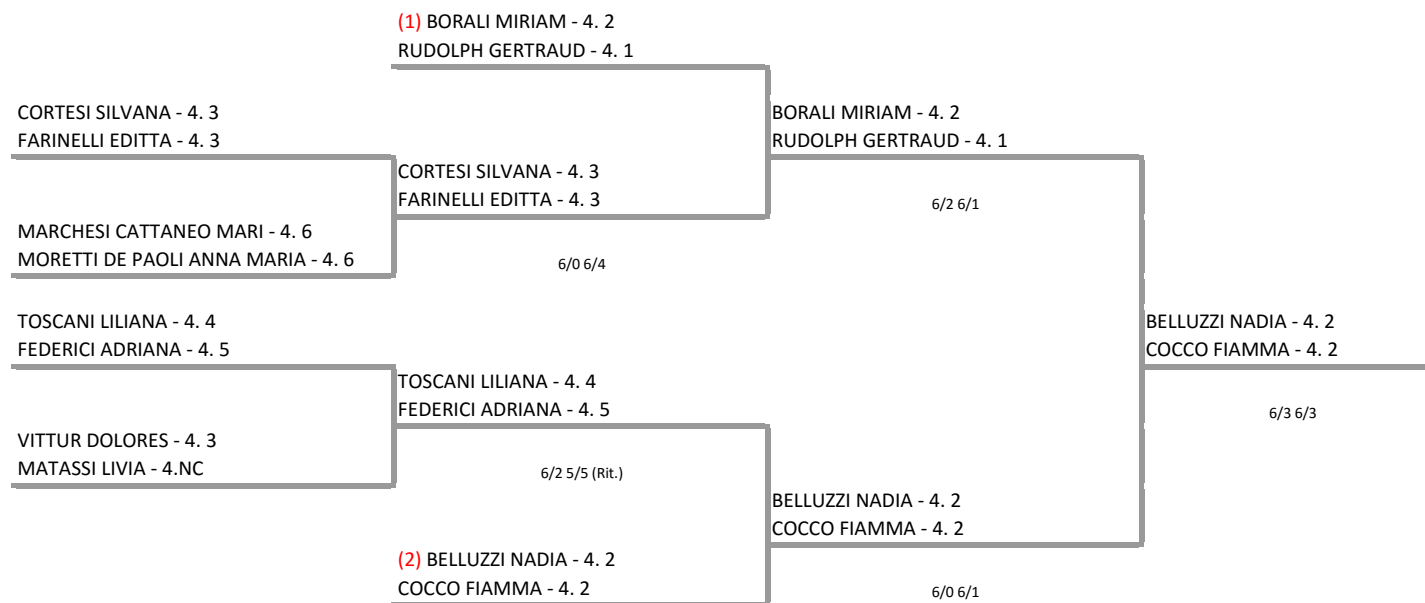 (1) BORALI MIRIAM - 4. 2
RUDOLPH GERTRAUD - 4. 1
CORTESI SILVANA - 4. 3
FARINELLI EDITTA - 4. 3
BORALI MIRIAM - 4. 2
RUDOLPH GERTRAUD - 4. 1
CORTESI SILVANA - 4. 3
FARINELLI EDITTA - 4. 3
6/2 6/1
MARCHESI CATTANEO MARI - 4. 6
MORETTI DE PAOLI ANNA MARIA - 4. 6
6/0 6/4
TOSCANI LILIANA - 4. 4
FEDERICI ADRIANA - 4. 5
BELLUZZI NADIA - 4. 2
COCCO FIAMMA - 4. 2
TOSCANI LILIANA - 4. 4
FEDERICI ADRIANA - 4. 5
6/3 6/3
VITTUR DOLORES - 4. 3
MATASSI LIVIA - 4.NC
6/2 5/5 (Rit.)
BELLUZZI NADIA - 4. 2
COCCO FIAMMA - 4. 2
(2) BELLUZZI NADIA - 4. 2
COCCO FIAMMA - 4. 2
6/0 6/1